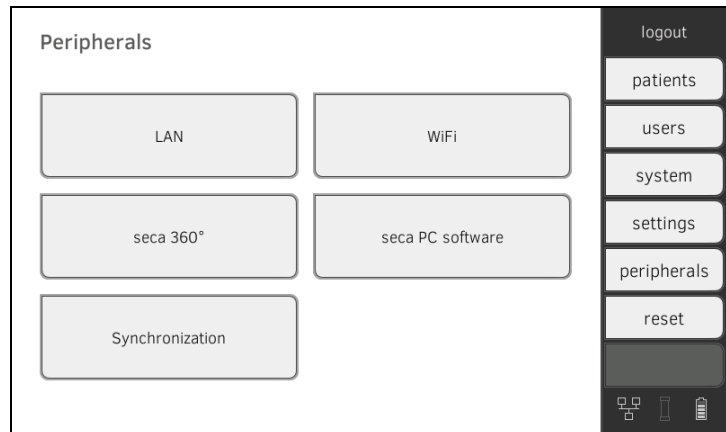 Peripherals
LAN
WiFi
seca 360°
seca PC software
Synchronization
logout
patients
users
system
settings
peripherals
reset